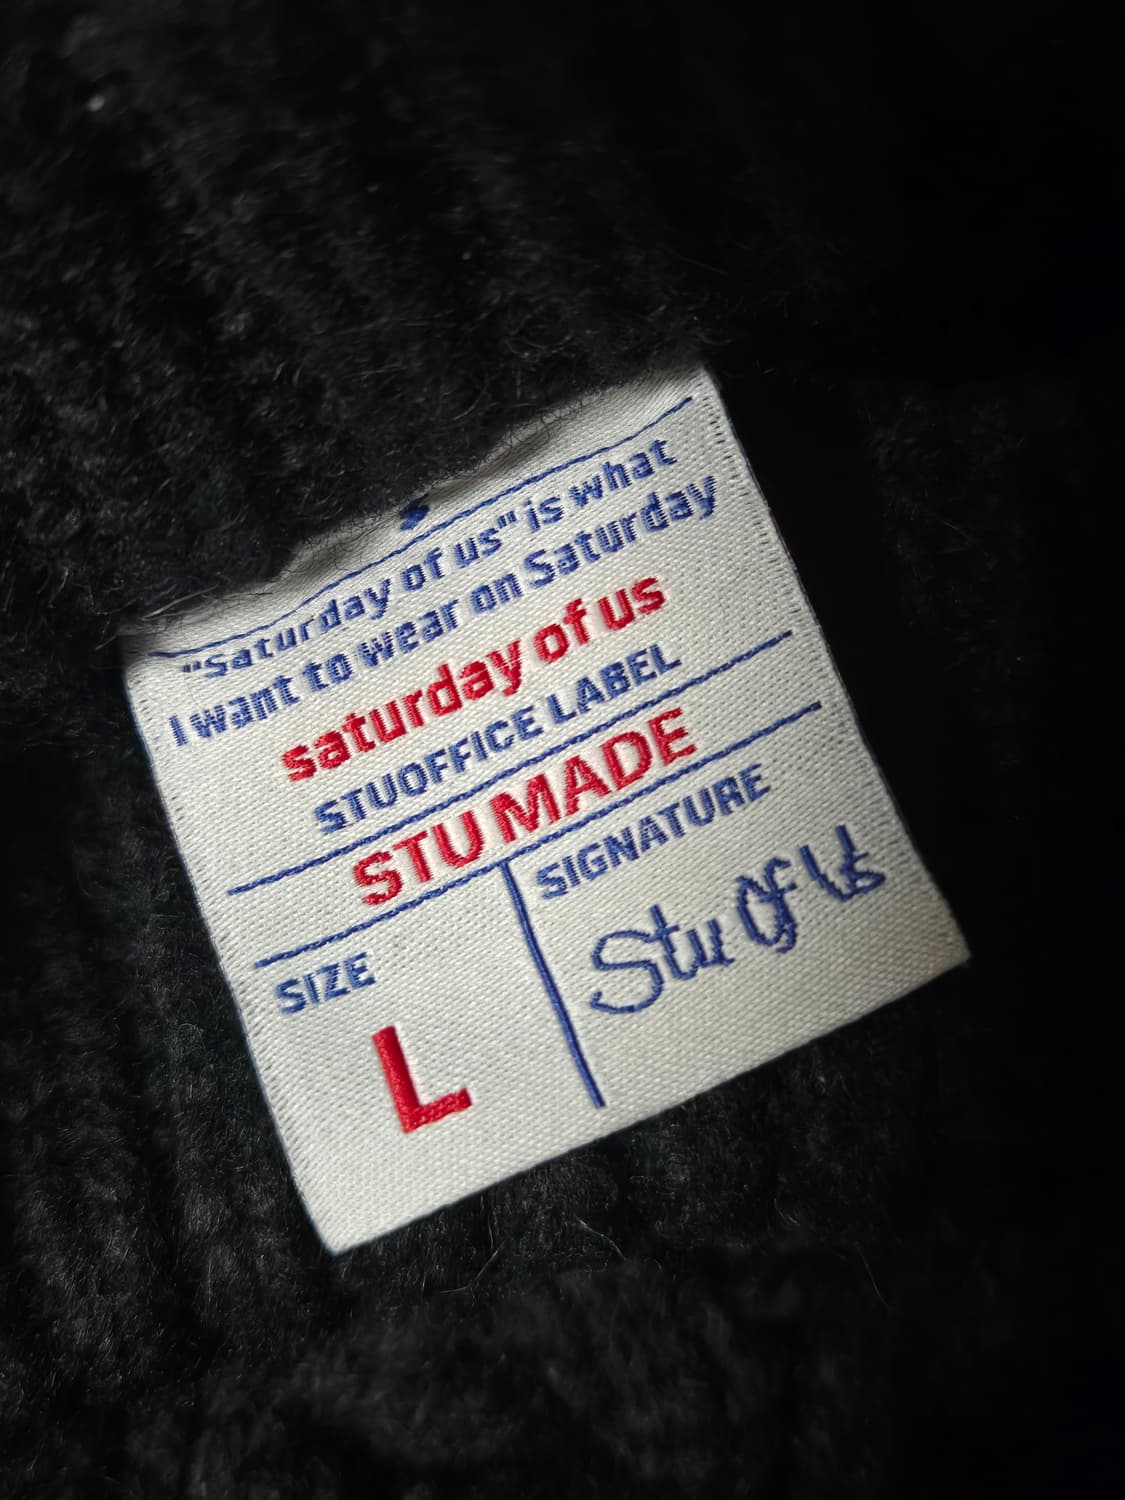 "Saturday of us" is what
I want to wear on Saturday
saturday of us
STUOFFICE LABEL
STU MADE
SIZE
L
SIGNATURE
Stu Of Us